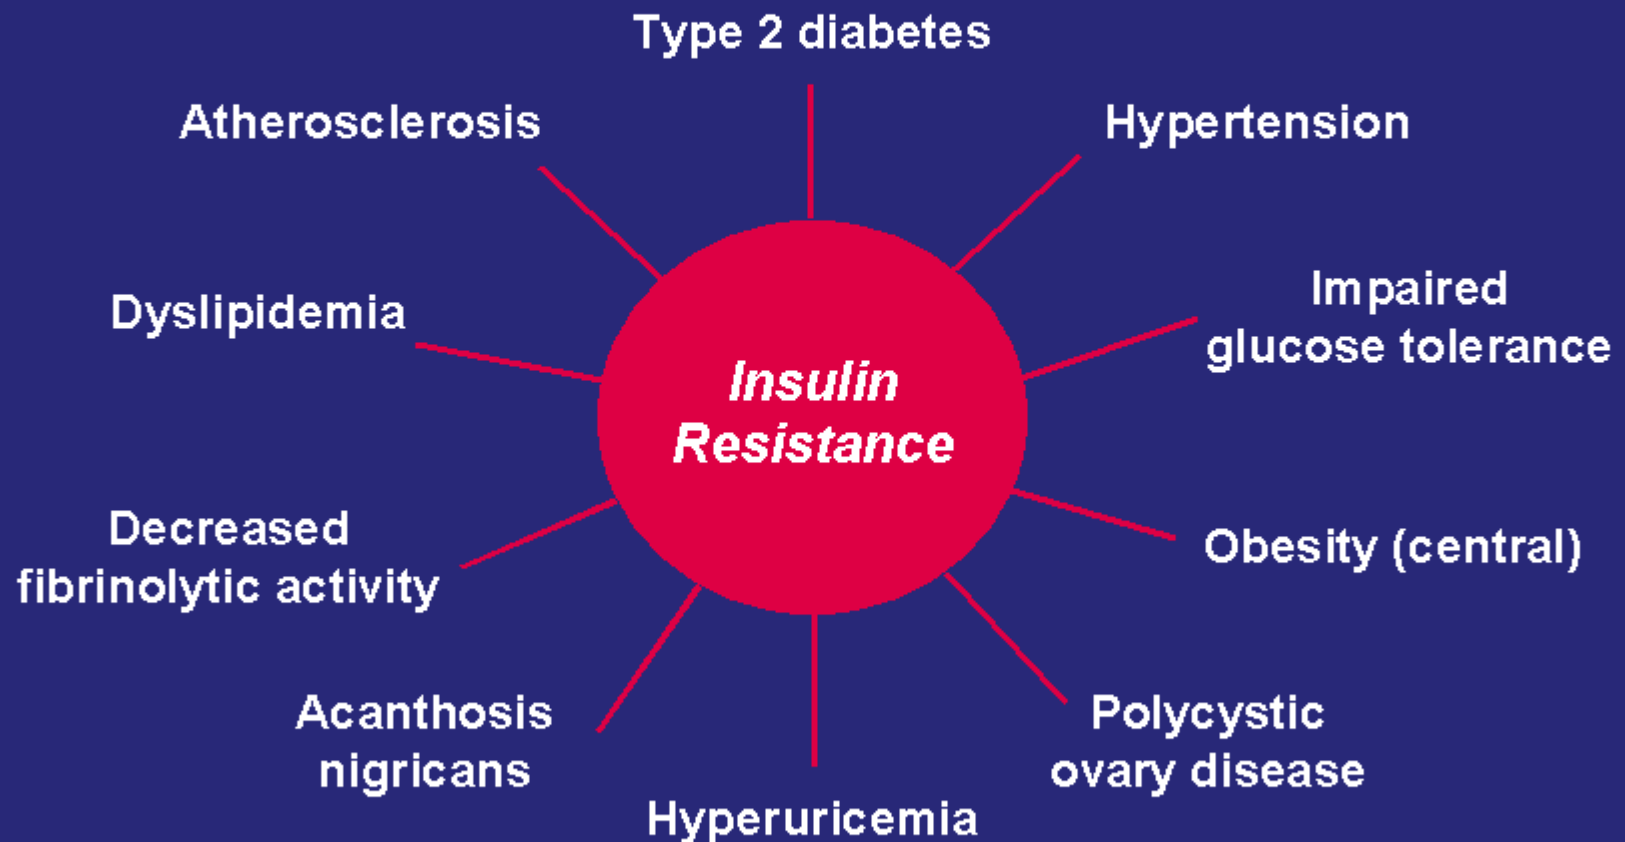 Type 2 diabetes
Atherosclerosis
Hypertension
Impaired
glucose tolerance
Dyslipidemia
Insulin
Resistance
Decreased
fibrinolytic activity
Obesity (central)
Acanthosis
nigricans
Polycystic
ovary disease
Hyperuricemia